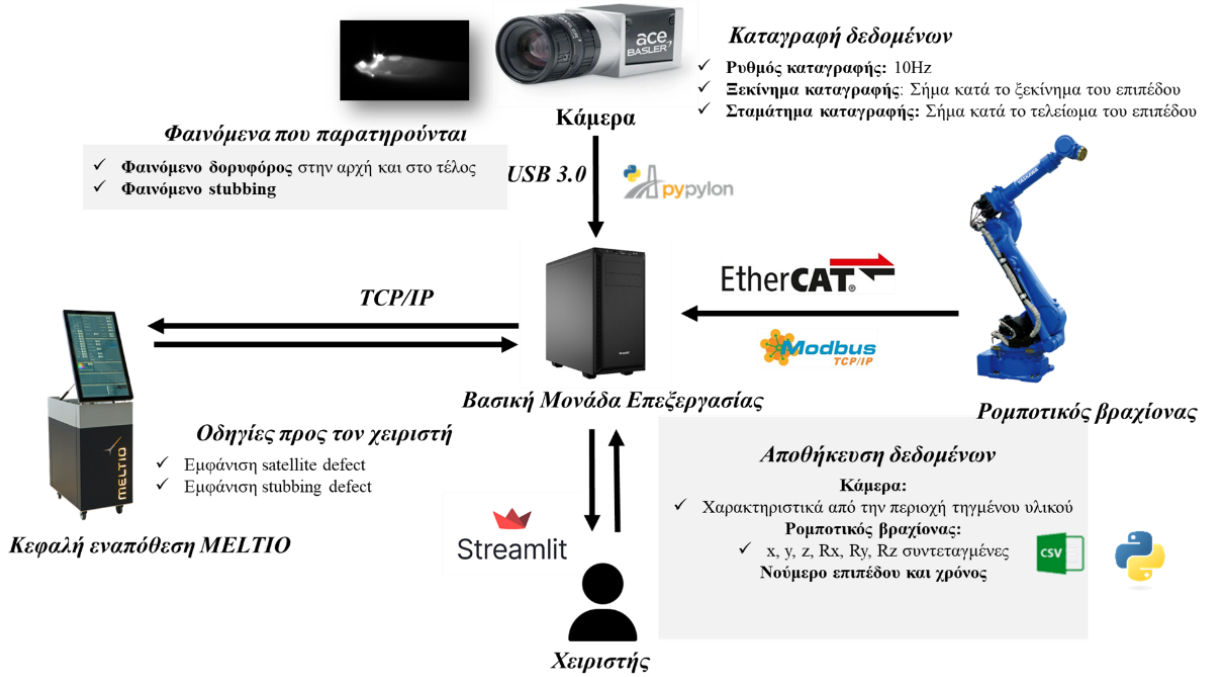 ace
BASLER
Κάμερα
Καταγραφή δεδομένων
✓ Ρυθμός καταγραφής: 10Hz
✓ Ξεκίνημα καταγραφής: Σήμα κατά το ξεκίνημα του επιπέδου
✓ Σταμάτημα καταγραφής: Σήμα κατά το τελείωμα του επιπέδου
Φαινόμενα που παρατηρούνται
✓ Φαινόμενο δορυφόρος στην αρχή και στο τέλος
✓ Φαινόμενο stubbing
USB 3.0
pypylon
YASKAWA
TCP/IP
EtherCAT®
Modbus
TCP/IP
Βασική Μονάδα Επεξεργασίας
Ρομποτικός βραχίονας
MELTIO
Κεφαλή εναπόθεση MELTIO
Οδηγίες προς τον χειριστή
✓ Εμφάνιση satellite defect
✓ Εμφάνιση stubbing defect
Streamlit
Χειριστής
Αποθήκευση δεδομένων
Κάμερα:
✓ Χαρακτηριστικά από την περιοχή τηγμένου υλικού
Ρομποτικός βραχίονας:
✓ x, y, z, Rx, Ry, Rz συντεταγμένες
Νούμερο επιπέδου και χρόνος
CSV